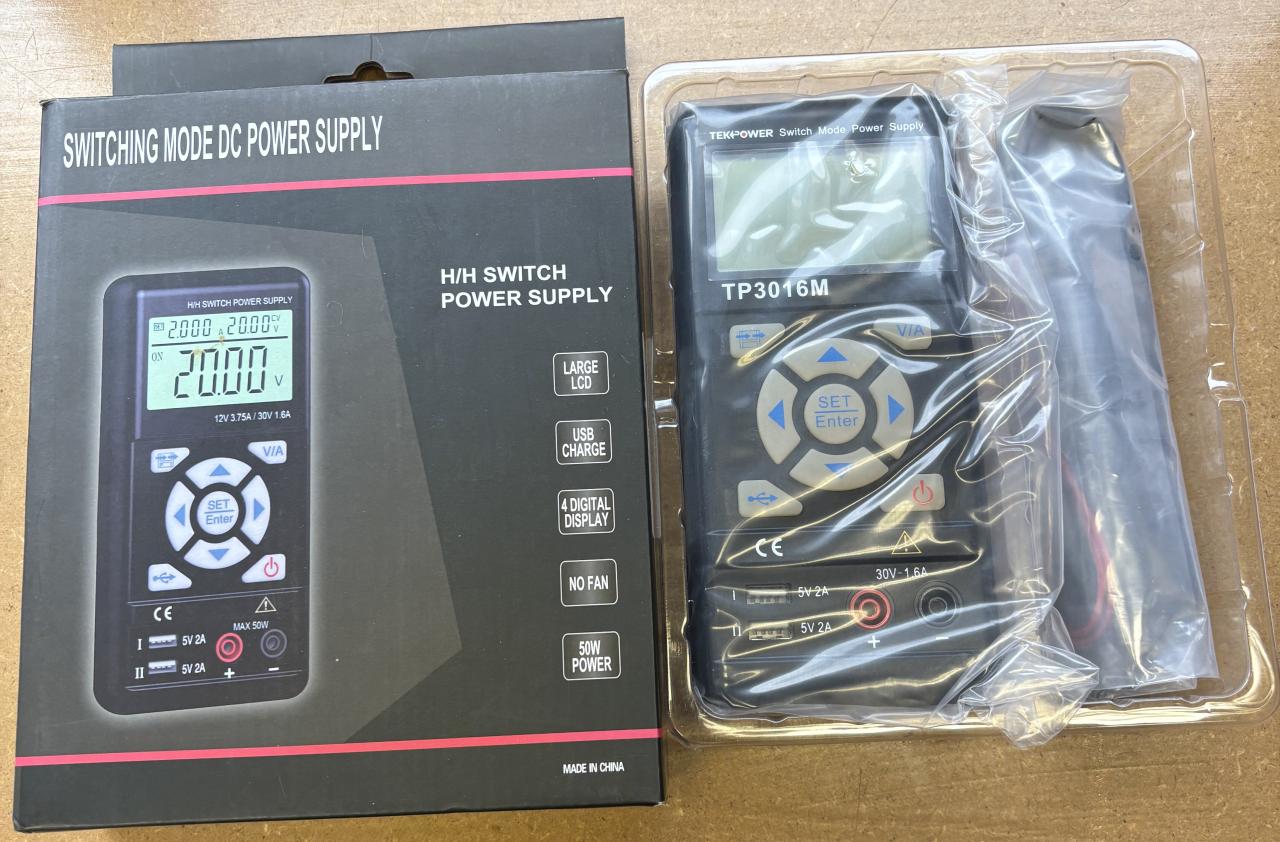 SWITCHING MODE DC POWER SUPPLY
H/H SWITCH
POWER SUPPLY
H/H SWITCH POWER SUPPLY
SET 2.000 A 20.00 CV V
ON
20.00 V
12V 3.75A / 30V 1.6A
V/A
SET
Enter
CE
MAX 50W
I 5V 2A
II 5V 2A
+ −
LARGE
LCD
USB
CHARGE
4 DIGITAL
DISPLAY
NO FAN
50W
POWER
MADE IN CHINA
TEKPOWER Switch Mode Power Supply
TP3016M
V/A
SET
Enter
CE
30V-1.6A
I 5V 2A
II 5V 2A
+ −